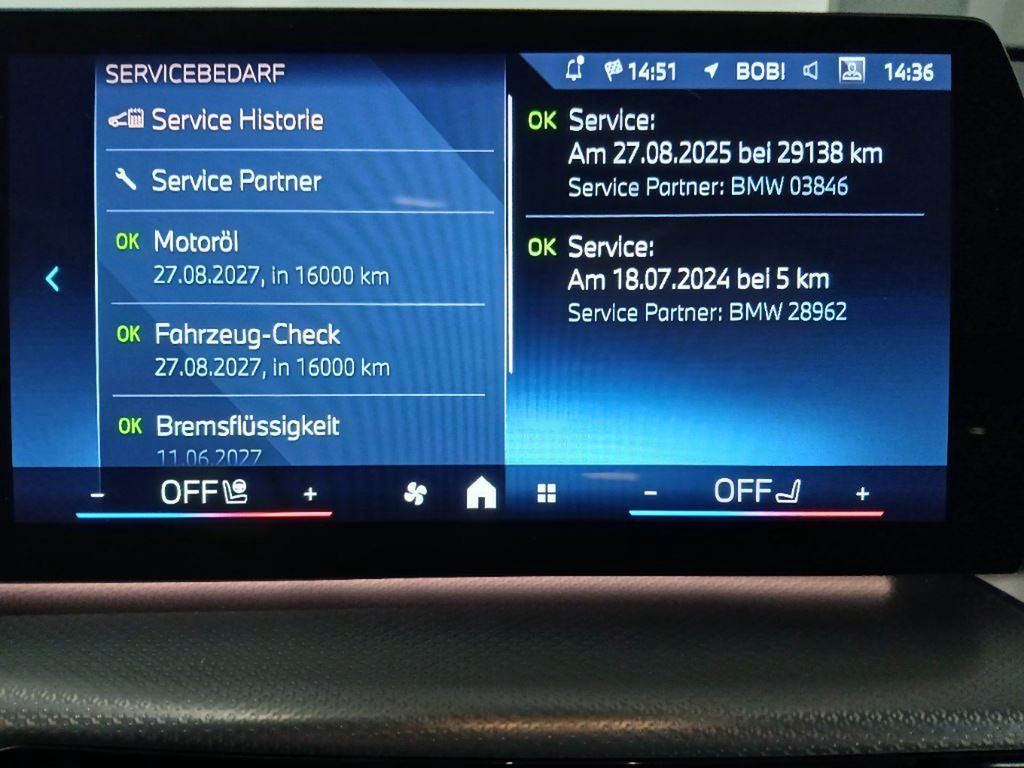 SERVICEBEDARF
Service Historie
Service Partner
OK Motoröl
27.08.2027, in 16000 km
OK Fahrzeug-Check
27.08.2027, in 16000 km
OK Bremsflüssigkeit
11.06.2027
14:51 BOB! 14:36
OK Service:
Am 27.08.2025 bei 29138 km
Service Partner: BMW 03846
OK Service:
Am 18.07.2024 bei 5 km
Service Partner: BMW 28962
- OFF + - OFF +